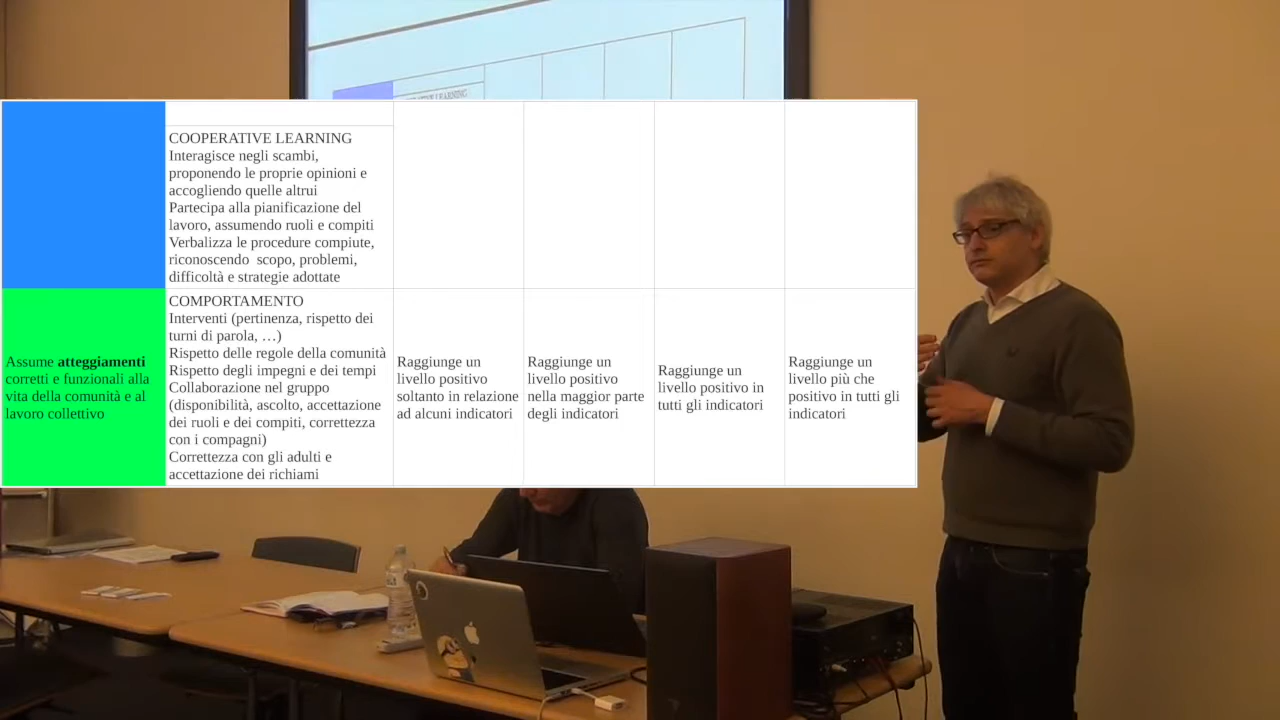 COOPERATIVE LEARNING
Interagisce negli scambi,
proponendo le proprie opinioni e
accogliendo quelle altrui
Partecipa alla pianificazione del
lavoro, assumendo ruoli e compiti
Verbalizza le procedure compiute,
riconoscendo scopo, problemi,
difficoltà e strategie adottate
Assume atteggiamenti
corretti e funzionali alla
vita della comunità e al
lavoro collettivo
COMPORTAMENTO
Interventi (pertinenza, rispetto dei
turni di parola, …)
Rispetto delle regole della comunità
Rispetto degli impegni e dei tempi
Collaborazione nel gruppo
(disponibilità, ascolto, accettazione
dei ruoli e dei compiti, correttezza
con i compagni)
Correttezza con gli adulti e
accettazione dei richiami
Raggiunge un
livello positivo
soltanto in relazione
ad alcuni indicatori
Raggiunge un
livello positivo
nella maggior parte
degli indicatori
Raggiunge un
livello positivo in
tutti gli indicatori
Raggiunge un
livello più che
positivo in tutti gli
indicatori